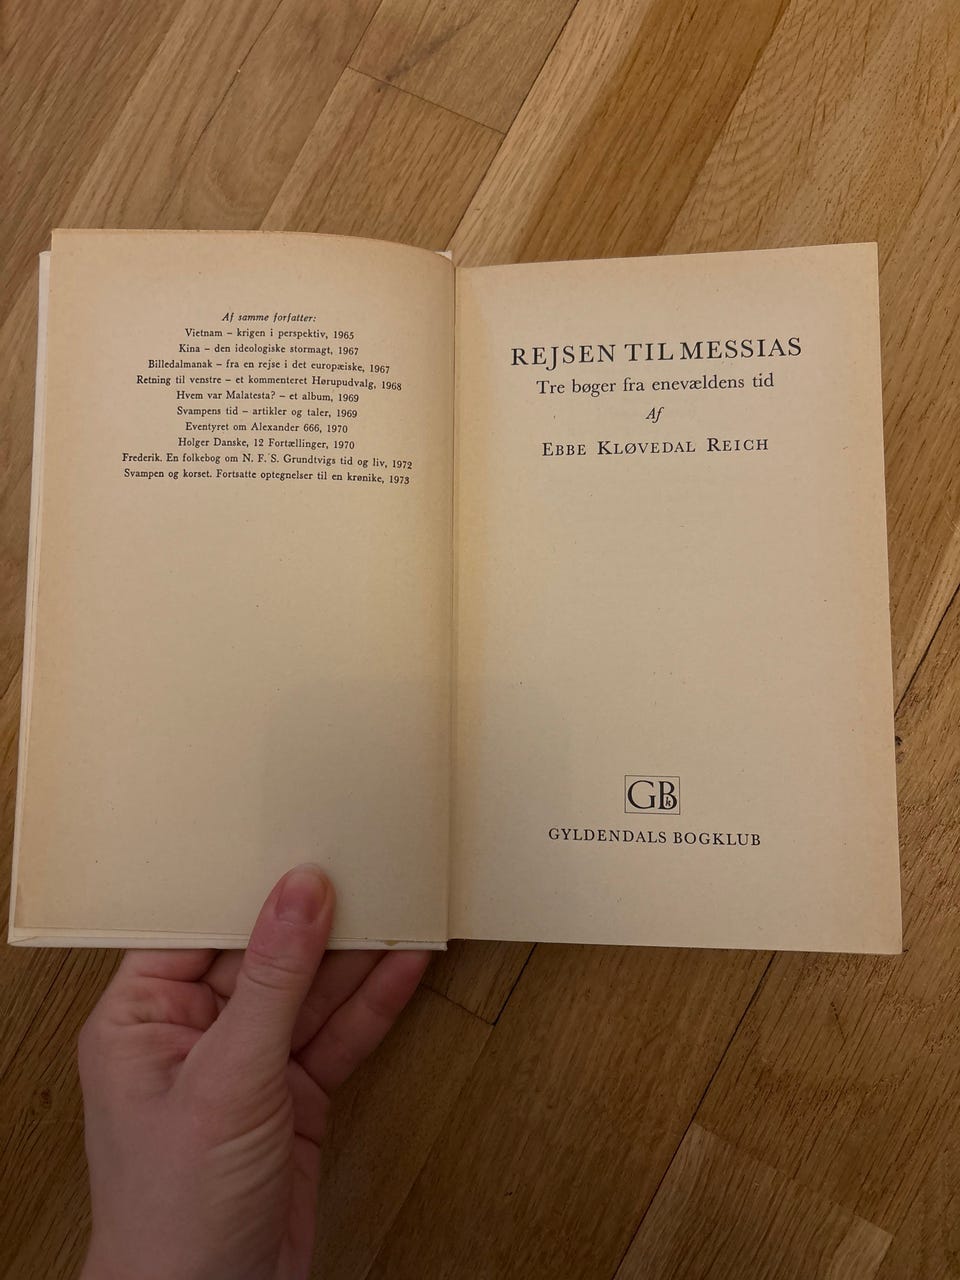 Af samme forfatter:
Vietnam – krigen i perspektiv, 1965
Kina – den ideologiske stormagt, 1967
Billedalmanak – fra en rejse i det europæiske, 1967
Retning til venstre – et kommenteret Hørupudvalg, 1968
Hvem var Malatesta? – et album, 1969
Svampens tid – artikler og taler, 1969
Eventyret om Alexander 666, 1970
Holger Danske, 12 Fortællinger, 1970
Frederik. En folkebog om N. F. S. Grundtvigs tid og liv, 1972
Svampen og korset. Fortsatte optegnelser til en krønike, 1973
REJSEN TIL MESSIAS
Tre bøger fra enevældens tid
Af
EBBE KLØVEDAL REICH
GBk
GYLDENDALS BOGKLUB